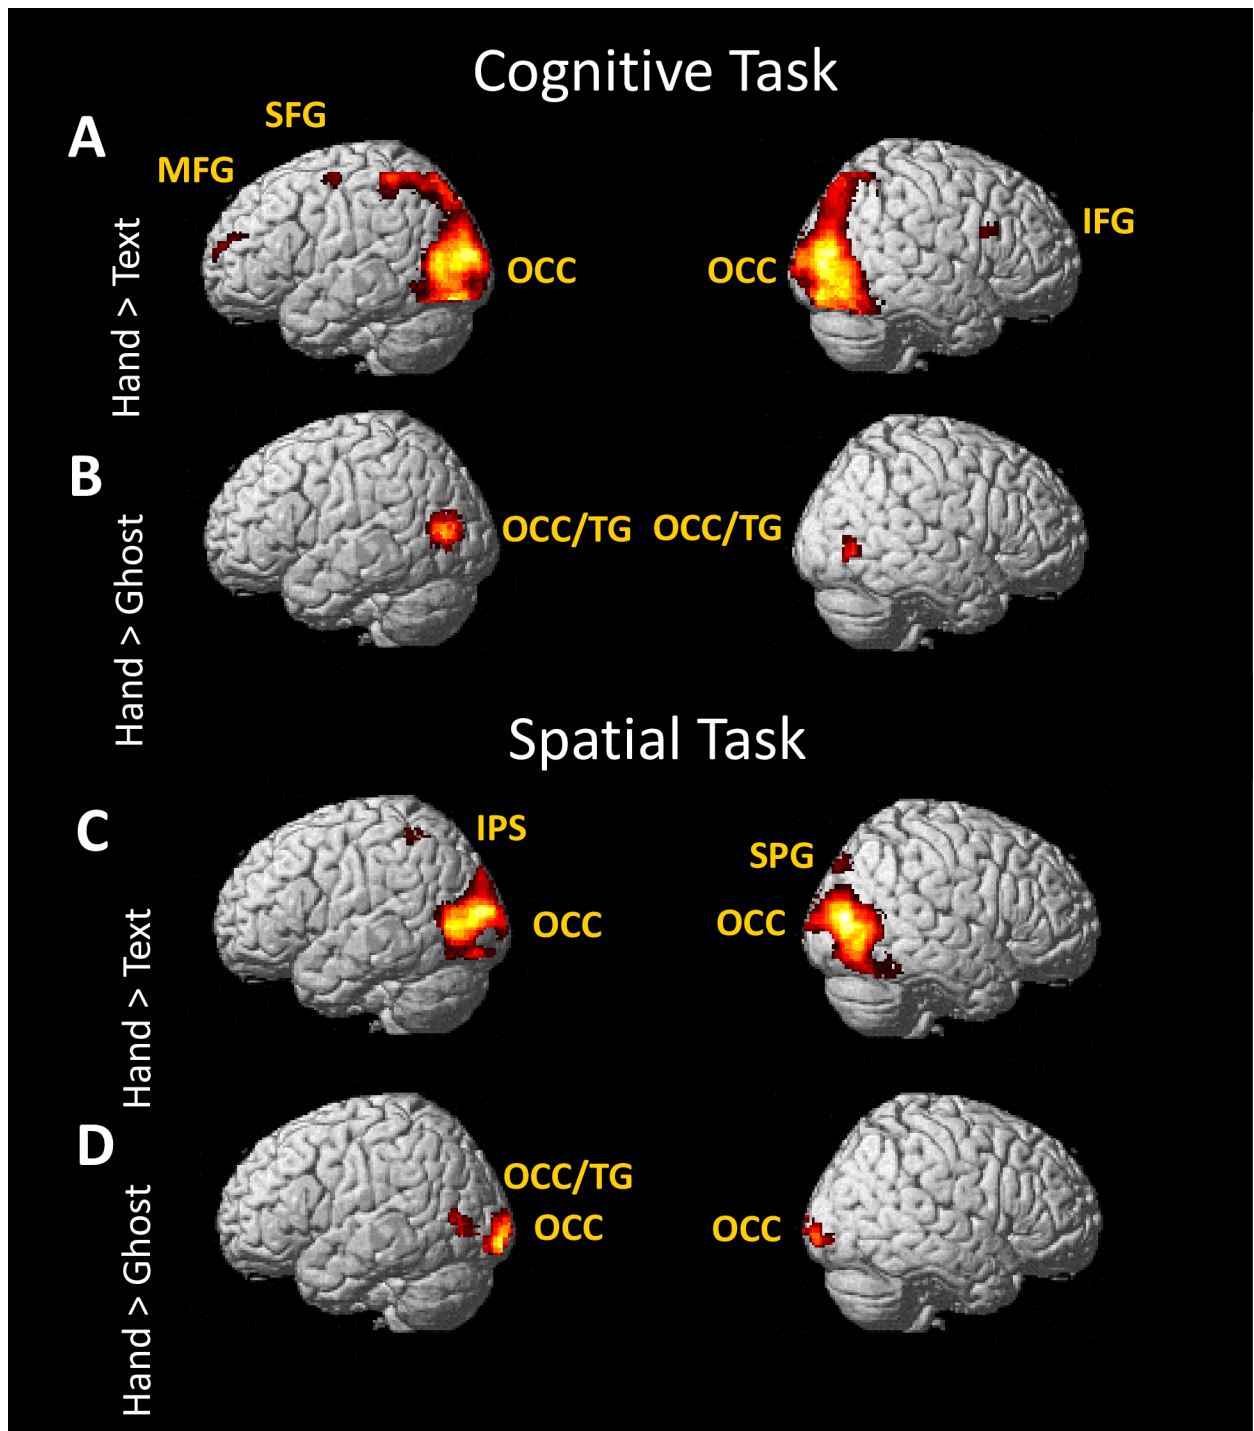 Cognitive Task
A
SFG
MFG
Hand > Text
OCC
OCC
IFG
B
Hand > Ghost
OCC/TG
OCC/TG
Spatial Task
C
Hand > Text
IPS
OCC
SPG
OCC
D
Hand > Ghost
OCC/TG
OCC
OCC